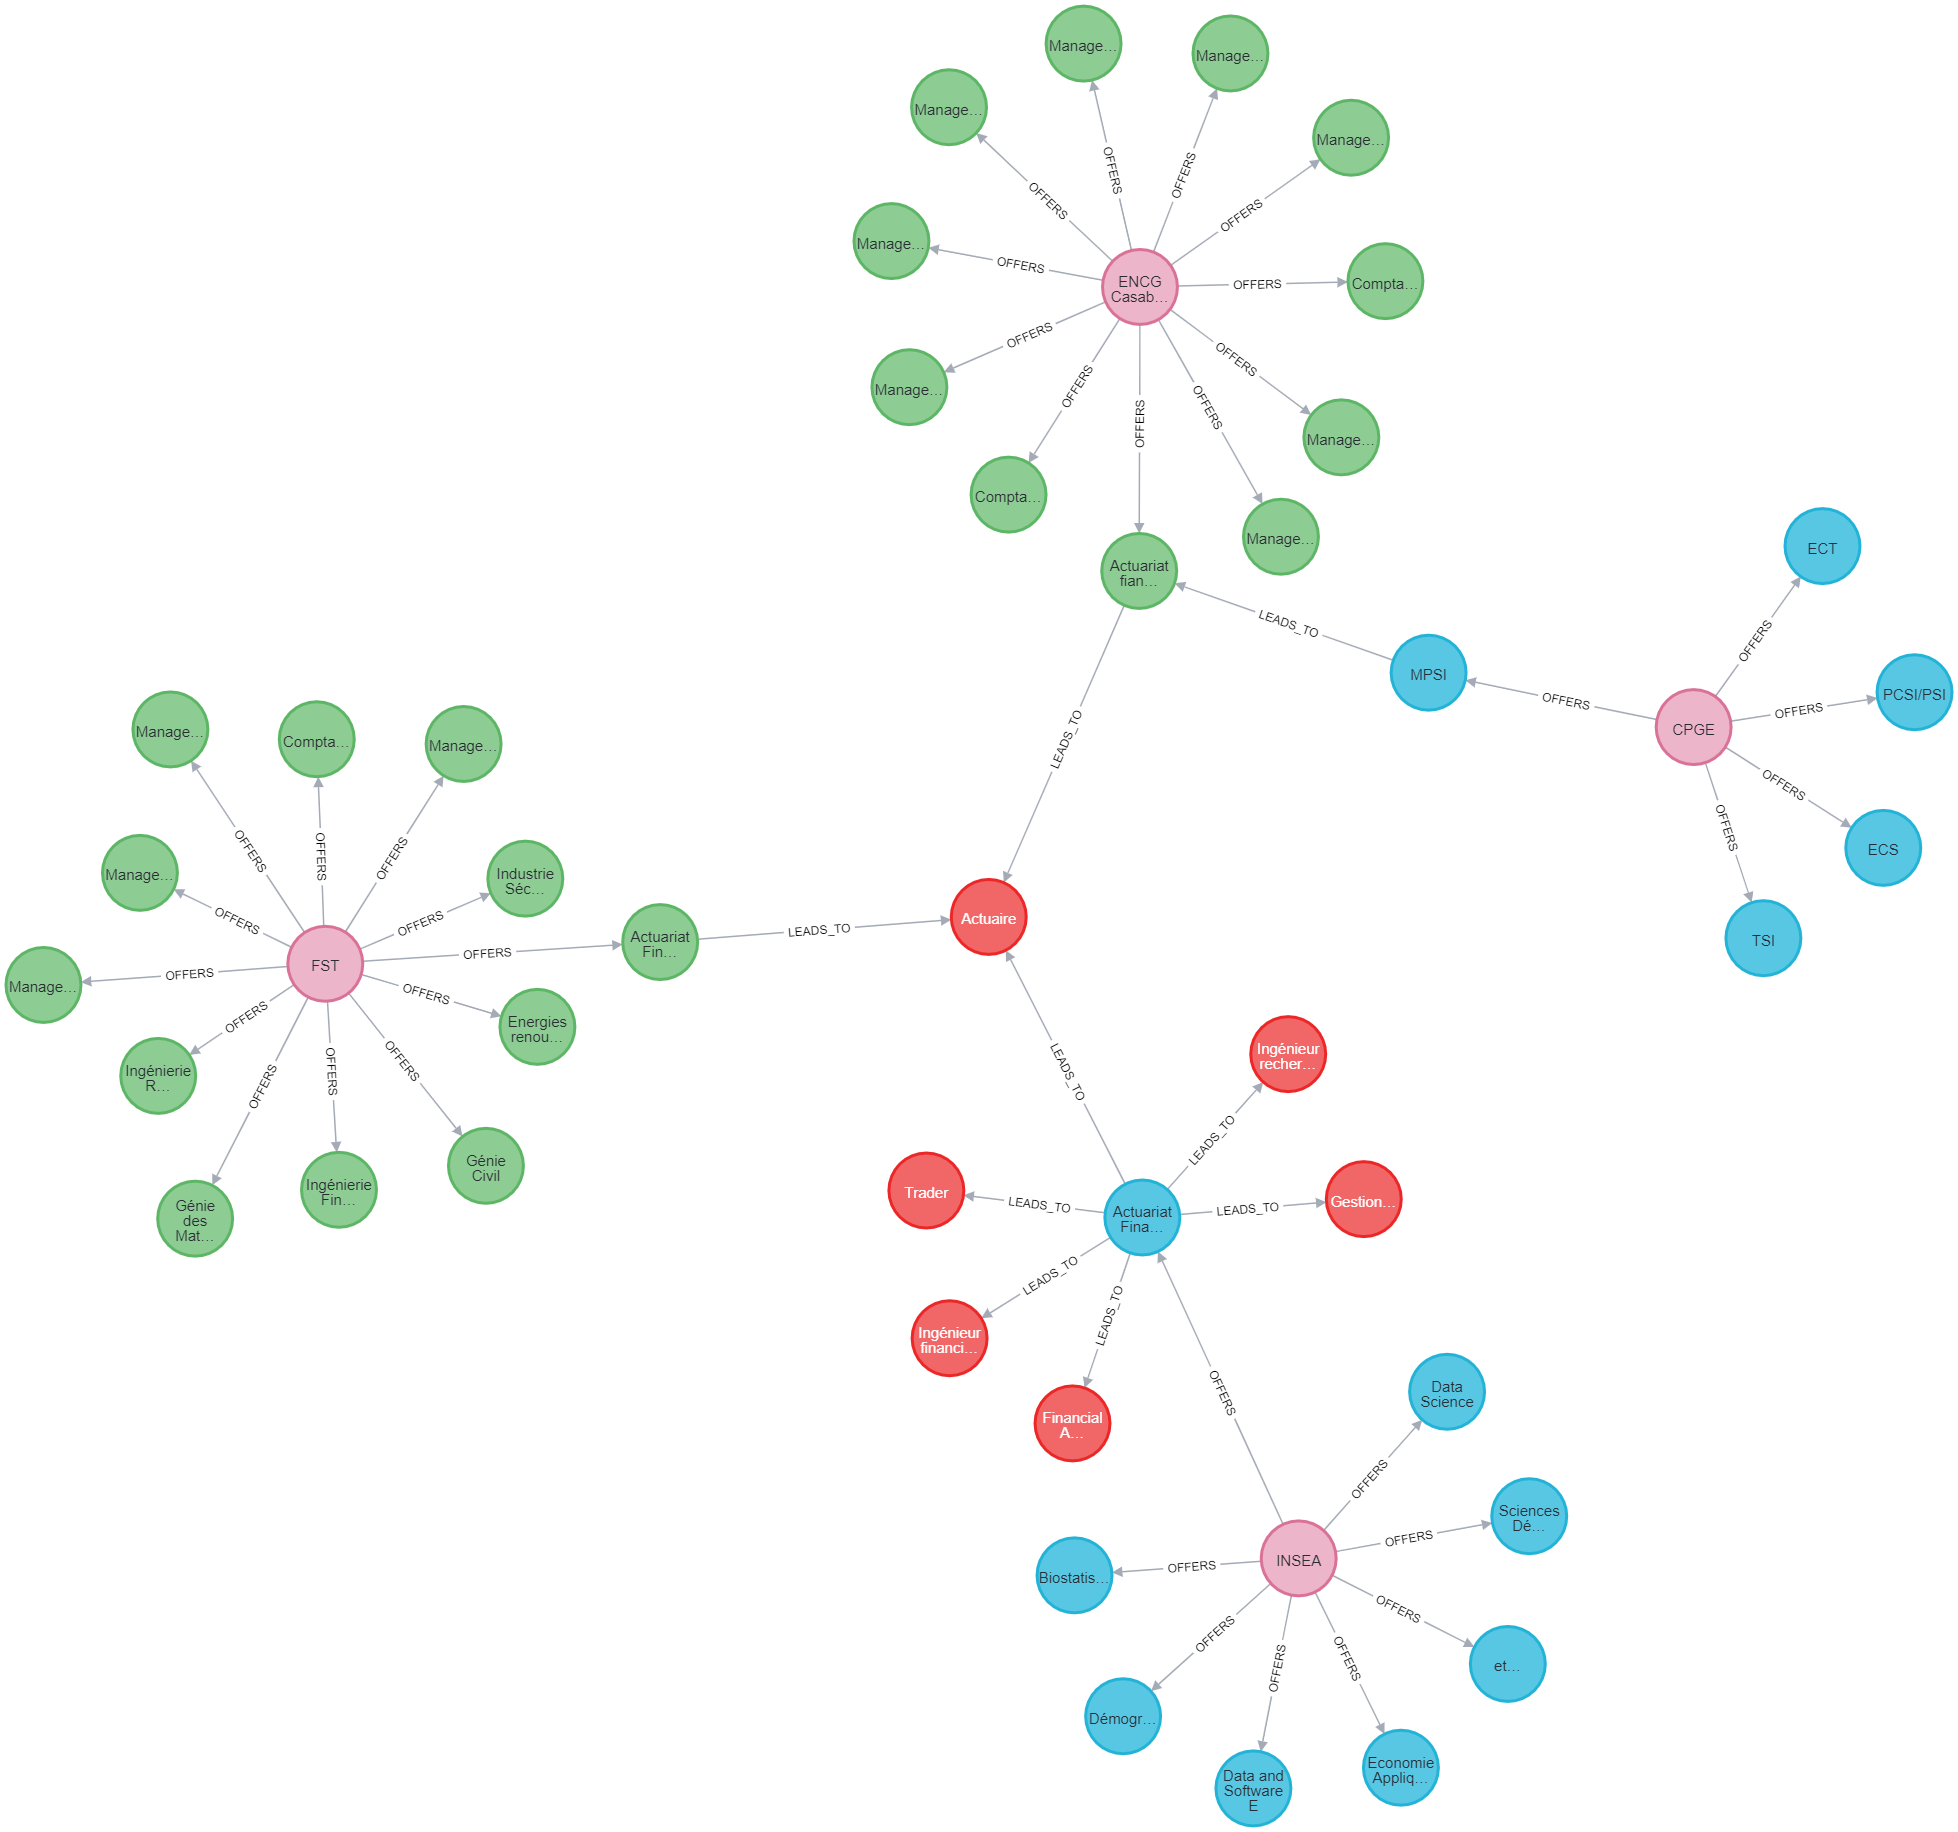 Manage...
Manage...
Manage...
Manage...
OFFERS
OFFERS
OFFERS
OFFERS
Manage...
OFFERS
ENCG
Casab...
OFFERS
Compta...
OFFERS
Manage...
OFFERS
OFFERS
OFFERS
OFFERS
Manage...
Compta...
Manage...
Actuariat
fian...
LEADS_TO
MPSI
OFFERS
CPGE
OFFERS
ECT
OFFERS
PCSI/PSI
OFFERS
ECS
OFFERS
TSI
LEADS_TO
Manage...
Compta...
Manage...
OFFERS
OFFERS
OFFERS
Manage...
OFFERS
Industrie
Séc...
OFFERS
FST
OFFERS
Actuariat
Fin...
LEADS_TO
Actuaire
Manage...
OFFERS
OFFERS
Energies
renou...
OFFERS
Ingénierie
R...
OFFERS
OFFERS
OFFERS
Génie
des
Mat...
Ingénierie
Fin...
Génie
Civil
LEADS_TO
Ingénieur
recher...
LEADS_TO
Trader
LEADS_TO
Actuariat
Fina...
LEADS_TO
Gestion...
LEADS_TO
Ingénieur
financi...
LEADS_TO
Financial
A...
OFFERS
Data
Science
OFFERS
Sciences
Dé...
OFFERS
INSEA
OFFERS
Biostatis...
OFFERS
et...
OFFERS
Démogr...
OFFERS
OFFERS
Data and
Software
E
Economie
Appliq...